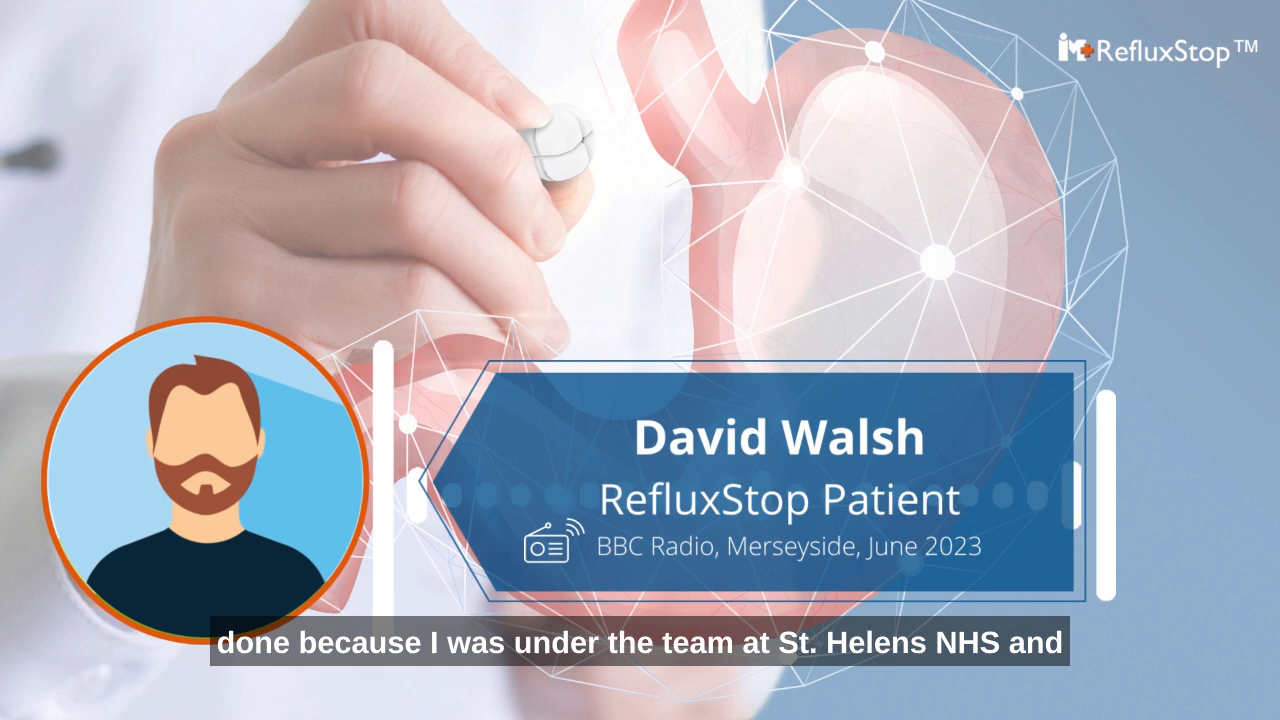 im RefluxStop™
David Walsh
RefluxStop Patient
BBC Radio, Merseyside, June 2023
done because I was under the team at St. Helens NHS and